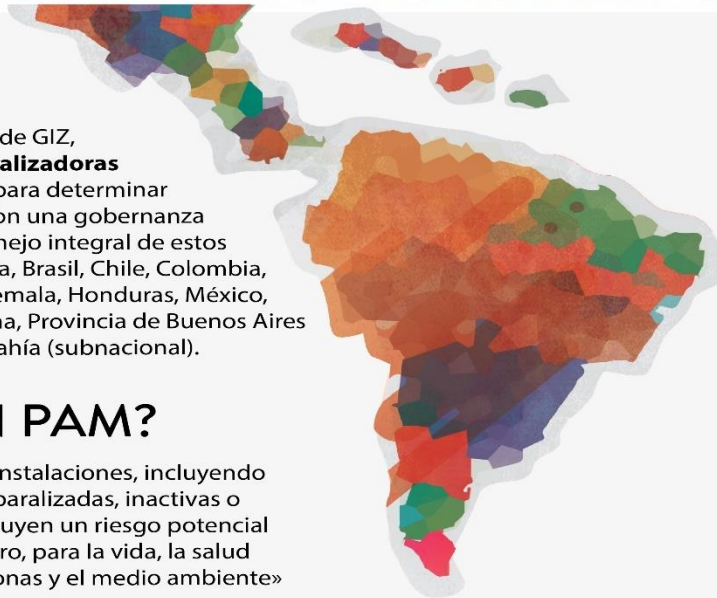 de GIZ,
alizadoras
para determinar
on una gobernanza
nejo integral de estos
a, Brasil, Chile, Colombia,
emala, Honduras, México,
na, Provincia de Buenos Aires
ahía (subnacional).
PAM?
nstalaciones, incluyendo
paralizadas, inactivas o
uyen un riesgo potencial
ro, para la vida, la salud
onas y el medio ambiente»